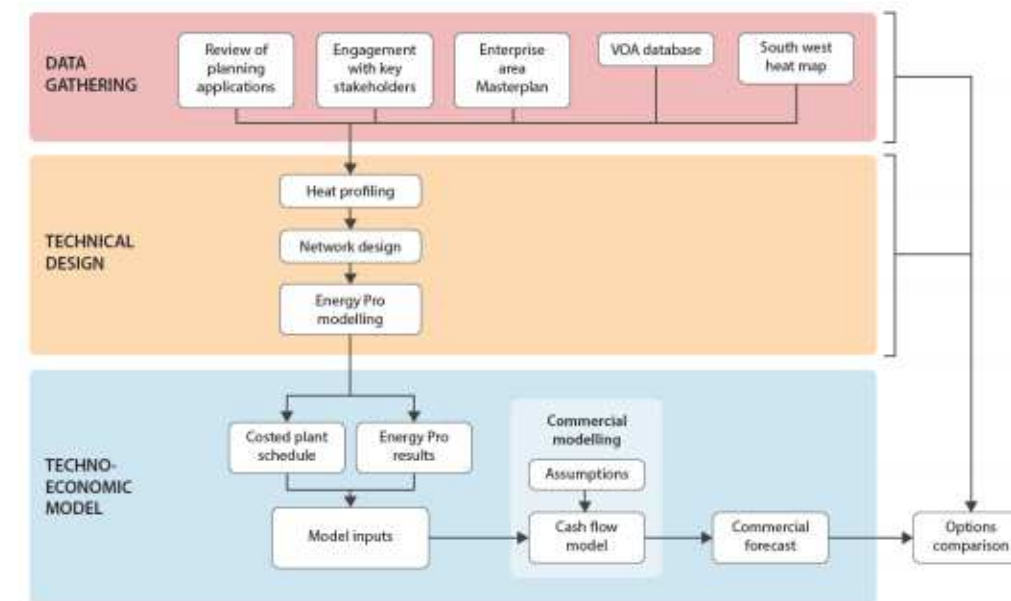 DATA
GATHERING
Review of
planning
applications
Engagement
with key
stakeholders
Enterprise
area
Masterplan
VOA database
South west
heat map
TECHNICAL
DESIGN
Heat profiling
Network design
Energy Pro
modelling
TECHNO-
ECONOMIC
MODEL
Costed plant
schedule
Energy Pro
results
Model inputs
Commercial
modelling
Assumptions
Cash flow
model
Commercial
forecast
Options
comparison